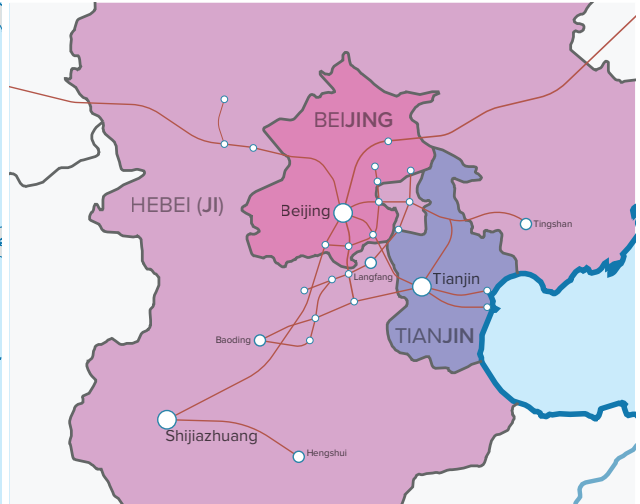 BEIJING
HEBEI (JI)
Beijing
Tingshan
Langfang
Tianjin
TIANJIN
Baoding
Shijiazhuang
Hengshui